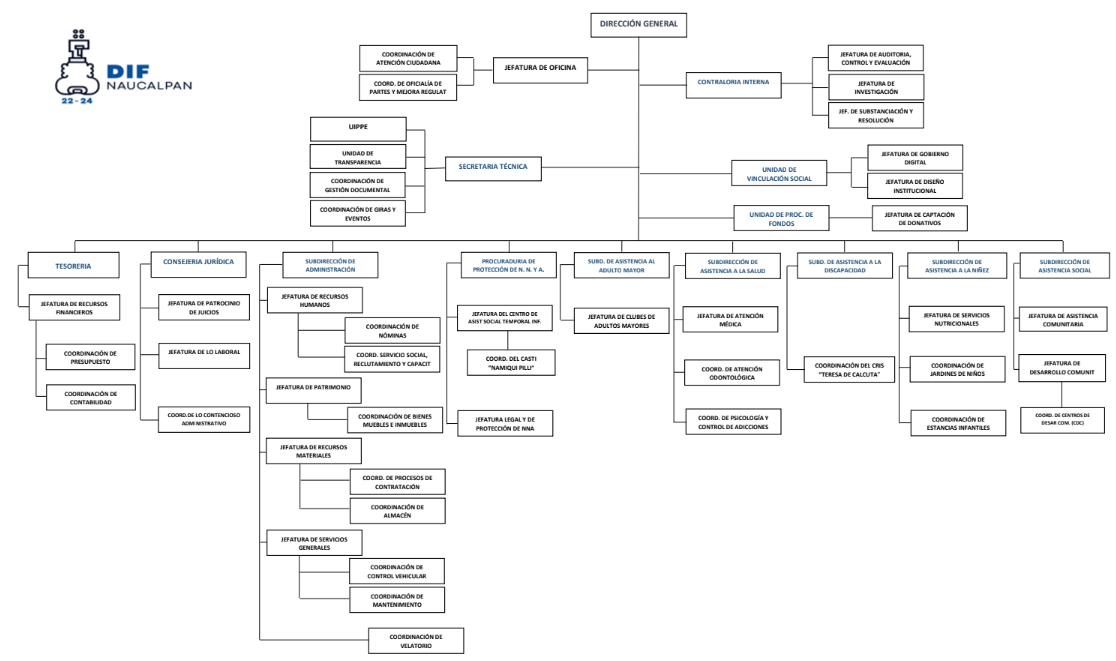 DIF
NAUCALPAN
22-24
DIRECCIÓN GENERAL
COORDINACIÓN DE
ATENCIÓN CIUDADANA
COORD. DE OFICIALÍA DE
PARTES Y MEJORA REGULAT
JEFATURA DE OFICINA
CONTRALORIA INTERNA
JEFATURA DE AUDITORIA,
CONTROL Y EVALUACIÓN
JEFATURA DE
INVESTIGACIÓN
JEF. DE SUBSTANCIACIÓN Y
RESOLUCIÓN
UIPPE
UNIDAD DE
TRANSPARENCIA
COORDINACIÓN DE
GESTIÓN DOCUMENTAL
COORDINACIÓN DE GIRAS Y
EVENTOS
SECRETARIA TÉCNICA
UNIDAD DE
VINCULACIÓN SOCIAL
JEFATURA DE GOBIERNO
DIGITAL
JEFATURA DE DISEÑO
INSTITUCIONAL
UNIDAD DE PROC. DE
FONDOS
JEFATURA DE CAPTACIÓN
DE DONATIVOS
TESORERIA
JEFATURA DE RECURSOS
FINANCIEROS
COORDINACIÓN DE
PRESUPUESTO
COORDINACIÓN DE
CONTABILIDAD
CONSEJERIA JURÍDICA
JEFATURA DE PATROCINIO
DE JUICIOS
JEFATURA DE LO LABORAL
COORD.DE LO CONTENCIOSO
ADMINISTRATIVO
SUBDIRECCIÓN DE
ADMINISTRACIÓN
JEFATURA DE RECURSOS
HUMANOS
COORDINACIÓN DE
NÓMINAS
COORD. SERVICIO SOCIAL,
RECLUTAMIENTO Y CAPACIT
JEFATURA DE PATRIMONIO
COORDINACIÓN DE BIENES
MUEBLES E INMUEBLES
JEFATURA DE RECURSOS
MATERIALES
COORD. DE PROCESOS DE
CONTRATACIÓN
COORDINACIÓN DE
ALMACÉN
JEFATURA DE SERVICIOS
GENERALES
COORDINACIÓN DE
CONTROL VEHICULAR
COORDINACIÓN DE
MANTENIMIENTO
COORDINACIÓN DE
VELATORIO
PROCURADURIA DE
PROTECCIÓN DE N. N. Y A.
JEFATURA DEL CENTRO DE
ASIST SOCIAL TEMPORAL INF.
COORD. DEL CASTI
"NAMIQUI PILLI"
JEFATURA LEGAL Y DE
PROTECCIÓN DE NNA
SUBD. DE ASISTENCIA AL
ADULTO MAYOR
JEFATURA DE CLUBES DE
ADULTOS MAYORES
SUBDIRECCIÓN DE
ASISTENCIA A LA SALUD
JEFATURA DE ATENCIÓN
MÉDICA
COORD. DE ATENCIÓN
ODONTOLÓGICA
COORD. DE PSICOLOGÍA Y
CONTROL DE ADICCIONES
SUBD. DE ASISTENCIA A LA
DISCAPACIDAD
COORDINACIÓN DEL CRIS
"TERESA DE CALCUTA"
SUBDIRECCIÓN DE
ASISTENCIA A LA NIÑEZ
JEFATURA DE SERVICIOS
NUTRICIONALES
COORDINACIÓN DE
JARDINES DE NIÑOS
COORDINACIÓN DE
ESTANCIAS INFANTILES
SUBDIRECCIÓN DE
ASISTENCIA SOCIAL
JEFATURA DE ASISTENCIA
COMUNITARIA
JEFATURA DE
DESARROLLO COMUNIT
COORD. DE CENTROS DE
DESAR COM. (CDC)